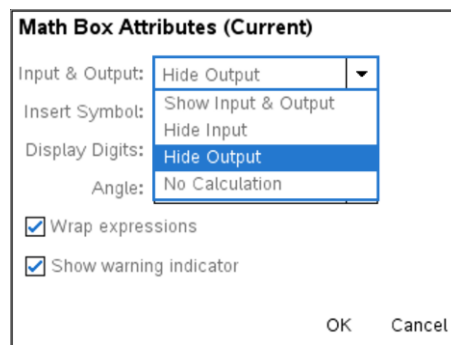 Math Box Attributes (Current)
Input & Output: Hide Output
Insert Symbol: Show Input & Output
Hide Input
Display Digits: Hide Output
Angle: No Calculation
Wrap expressions
Show warning indicator
OK Cancel